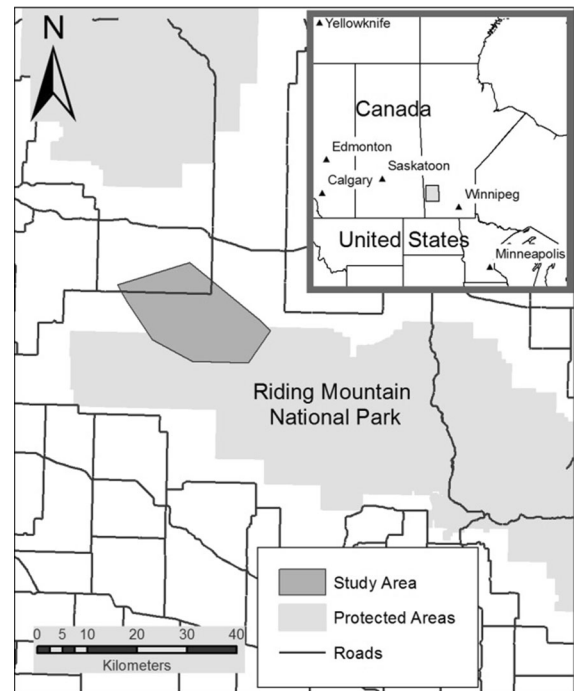 N
Yellowknife
Canada
Edmonton
Saskatoon
Calgary
Winnipeg
United States
Minneapolis
Riding Mountain
National Park
Study Area
Protected Areas
Roads
0 5 10 20 30 40
Kilometers